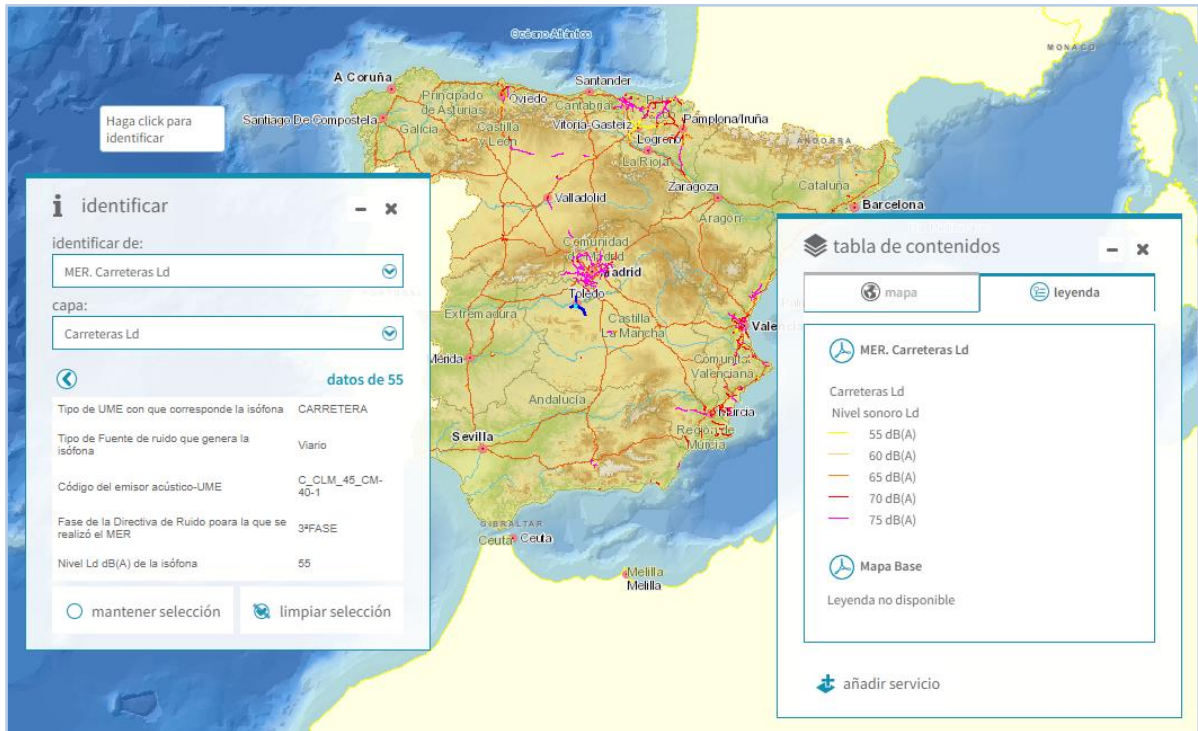 Océano Atlántico
MONACO
A Coruña
Santander
Principado
de Asturias
Oviedo
Cantabria
Haga click para
identificar
Santiago De Compostela
Galicia
Castilla
y León
Vitoria-Gasteiz
Pamplona/Iruña
Logroño
ANDORRA
La Rioja
identificar
Zaragoza
Cataluña
Valladolid
Barcelona
Aragón
identificar de:
MER. Carreteras Ld
Comunidad
de Madrid
Madrid
tabla de contenidos
Toledo
mapa
leyenda
capa:
Carreteras Ld
Extremadura
Castilla
La Mancha
Valencia
Mérida
Comunitat
Valenciana
MER. Carreteras Ld
datos de 55
Tipo de UME con que corresponde la isófona CARRETERA
Tipo de Fuente de ruido que genera la
isófona
Viario
Código del emisor acústico-UME
C_CLM_45_CM-
40-1
Fase de la Directiva de Ruido poara la que se
realizó el MER
3ªFASE
Nivel Ld dB(A) de la isófona 55
mantener selección
limpiar selección
Andalucía
Murcia
Región de
Murcia
Sevilla
GIBRALTAR
Ceuta
Ceuta
Melilla
Melilla
Carreteras Ld
Nivel sonoro Ld
55 dB(A)
60 dB(A)
65 dB(A)
70 dB(A)
75 dB(A)
Mapa Base
Leyenda no disponible
añadir servicio